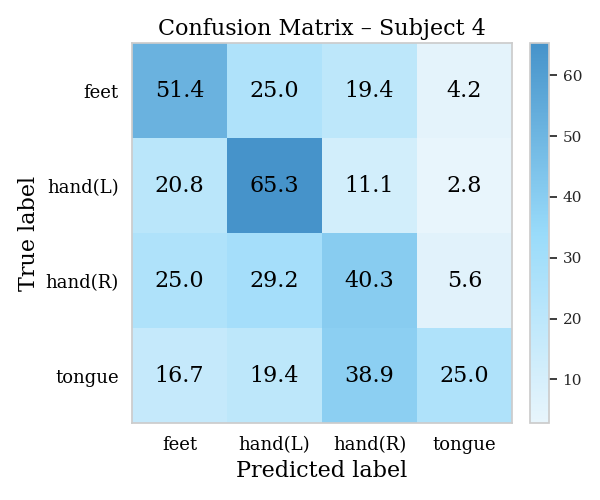 Confusion Matrix – Subject 4
feet 51.4 25.0 19.4 4.2
hand(L) 20.8 65.3 11.1 2.8
hand(R) 25.0 29.2 40.3 5.6
tongue 16.7 19.4 38.9 25.0
feet hand(L) hand(R) tongue
Predicted label
True label
60
50
40
30
20
10